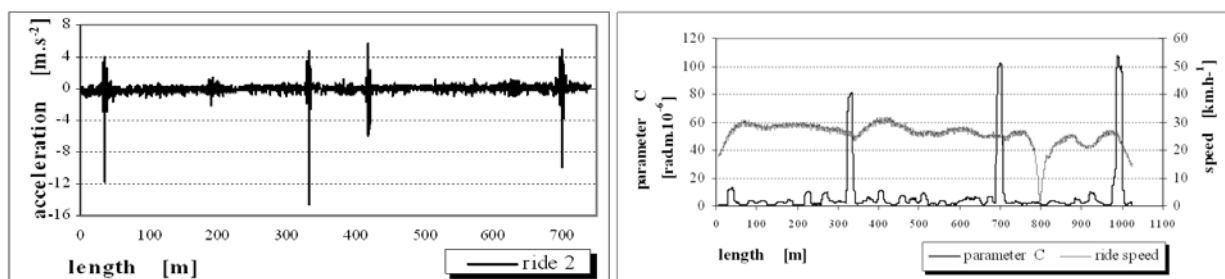 acceleration [m.s⁻²]
8
4
0
-4
-8
-12
-16
0 100 200 300 400 500 600 700
length [m]
ride 2
parameter C
[rad.m.10⁻⁶]
120
100
80
60
40
20
0
60
50
40
30
20
10
0
speed [km.h-¹]
0 100 200 300 400 500 600 700 800 900 1000 1100
length [m]
parameter C ride speed